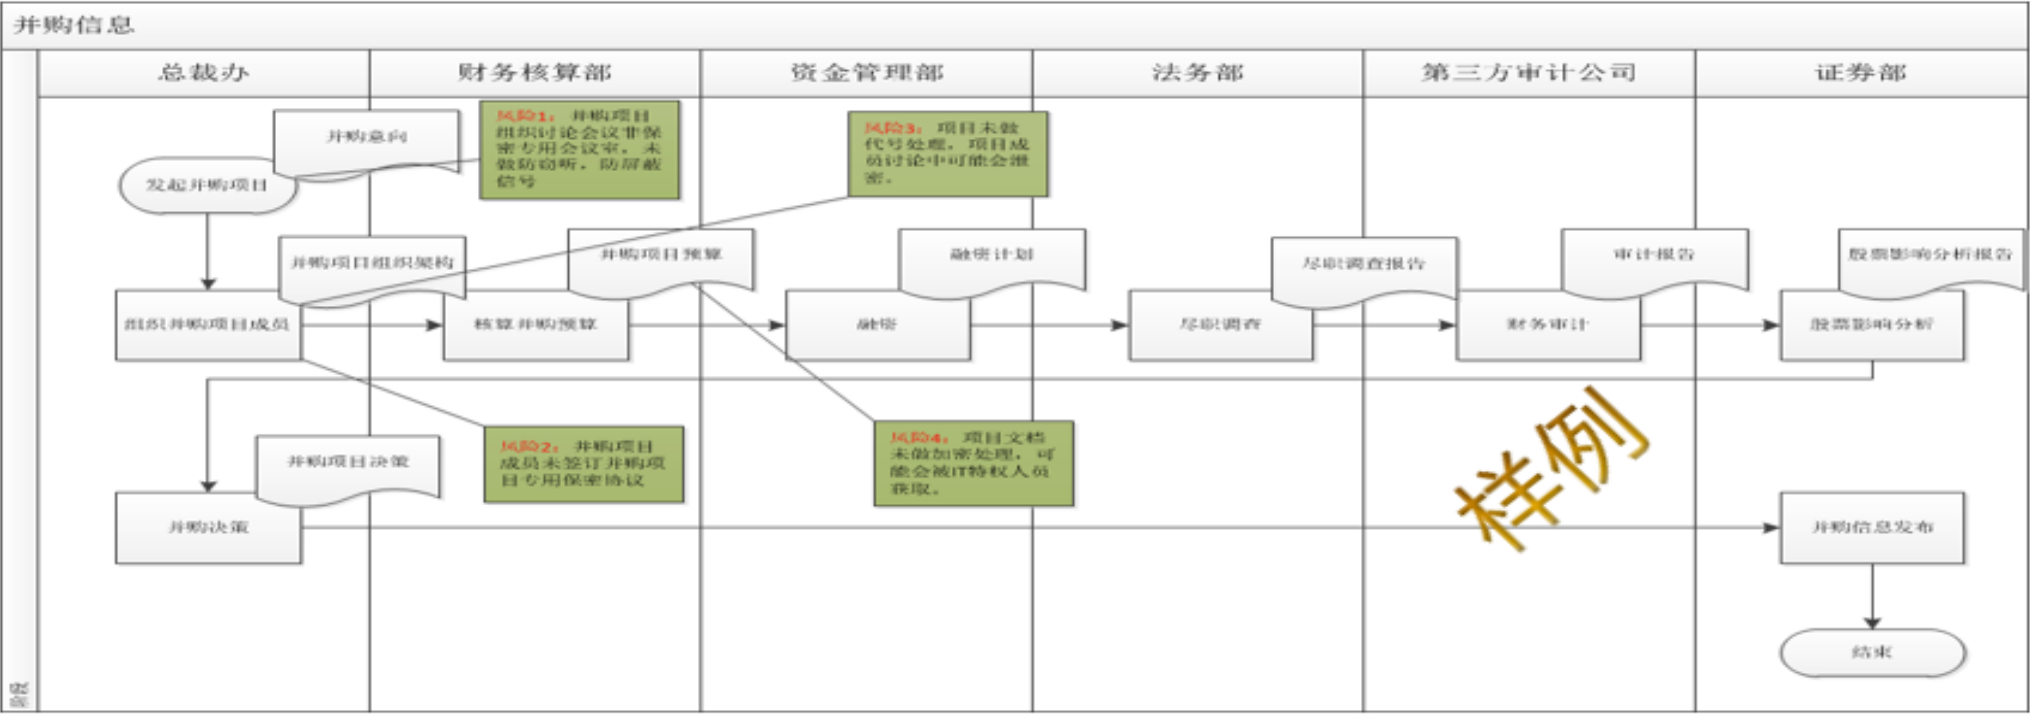 并购信息
总裁办
财务核算部
资金管理部
法务部
第三方审计公司
证券部
并购意向
风险1：并购项目
组织讨论会议非保
密专用会议室，未
做防窃听，防屏蔽
信号
风险3：项目未做
代号处理，项目成
员讨论中可能会泄
密。
发起并购项目
并购项目组织架构
并购项目预算
融资计划
尽职调查报告
审计报告
股票影响分析报告
组织并购项目成员
核算并购预算
融资
尽职调查
财务审计
股票影响分析
并购项目决策
风险2：并购项目
成员未签订并购项
目专用保密协议
风险4：项目文档
未做加密处理，可
能会被IT特权人员
获取。
样例
并购决策
并购信息发布
结束
阶段